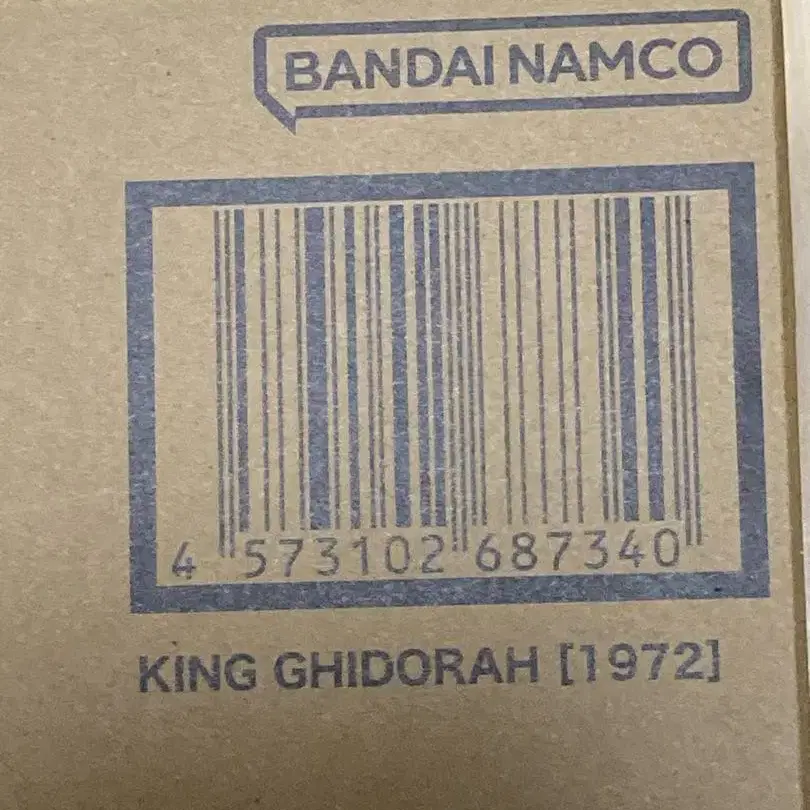 BANDAI NAMCO
4 573102 687340
KING GHIDORAH [1972]